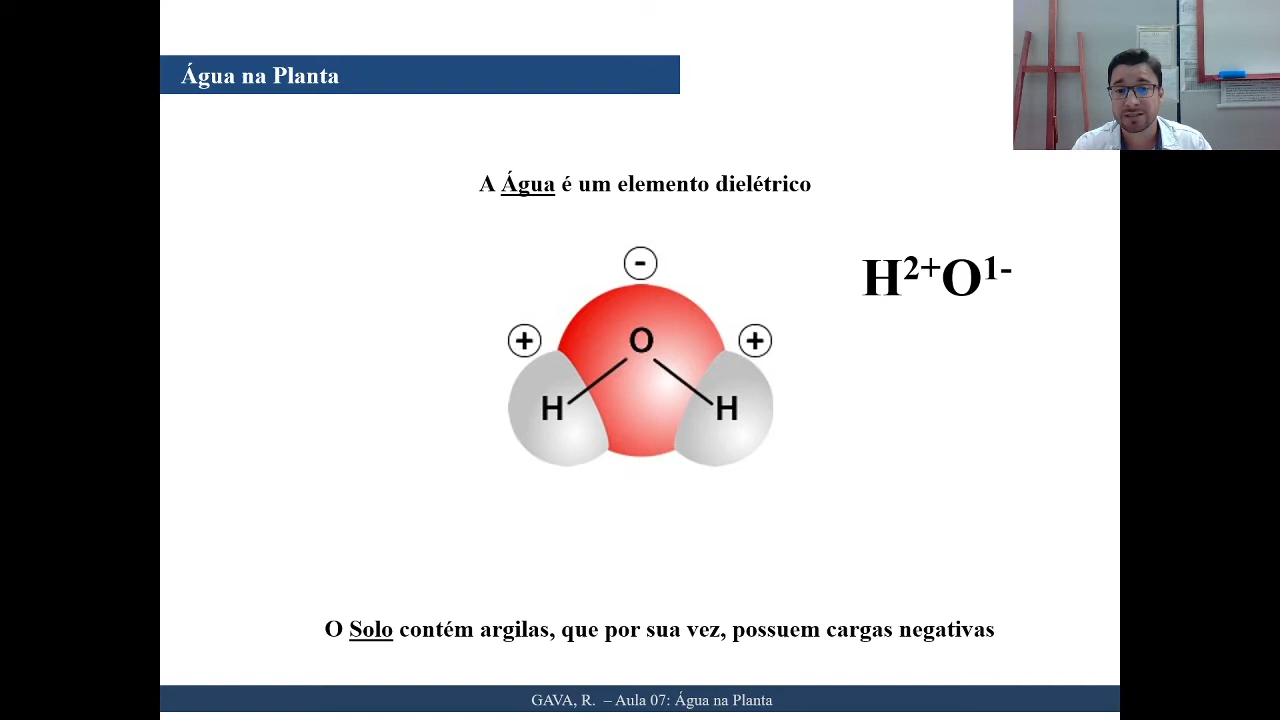 Água na Planta
A Água é um elemento dielétrico
H²⁺O¹⁻
-
+ +
O
H H
O Solo contém argilas, que por sua vez, possuem cargas negativas
GAVA, R. – Aula 07: Água na Planta